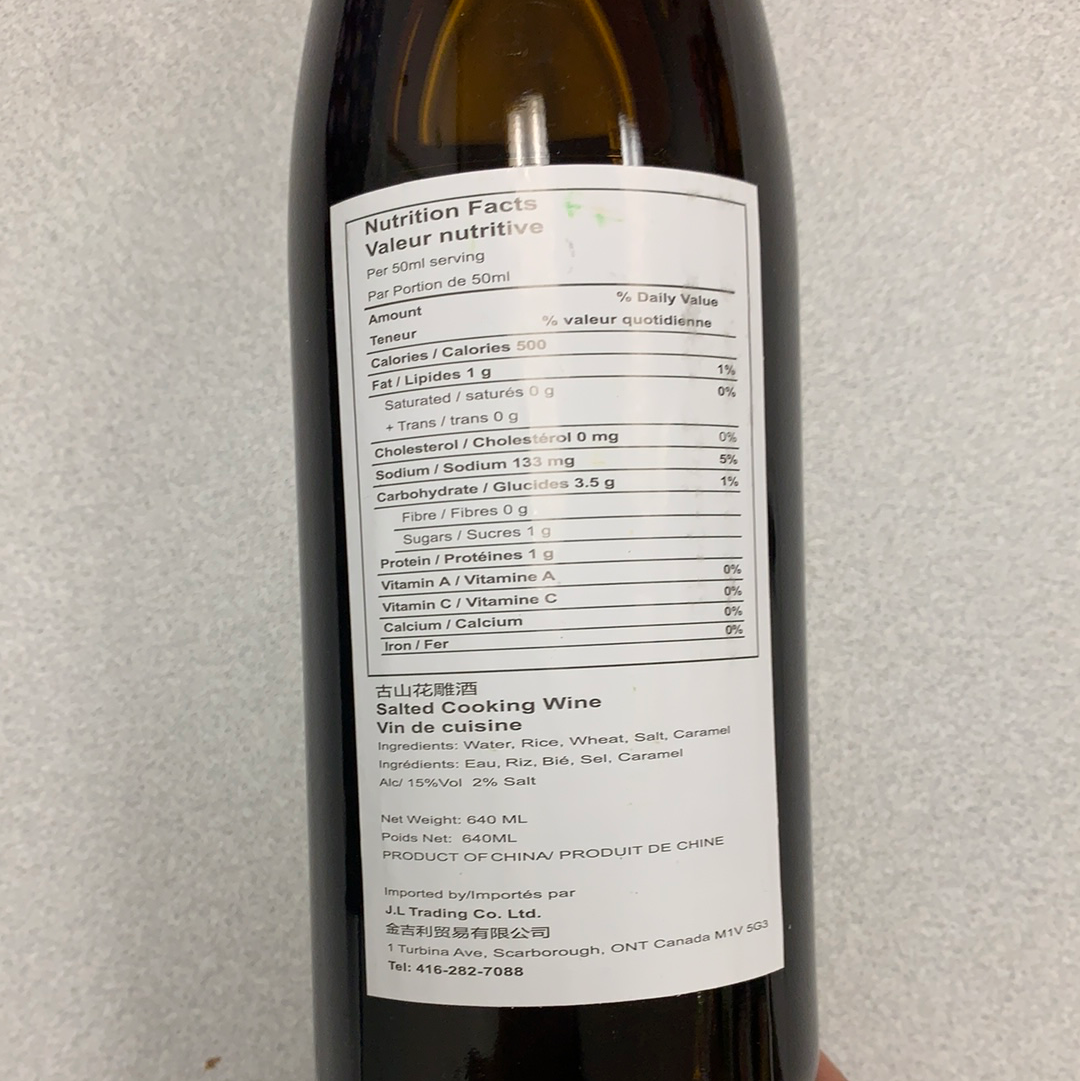 Nutrition Facts
Valeur nutritive
Per 50ml serving
Par Portion de 50ml
Amount % Daily Value
Teneur % valeur quotidienne
Calories / Calories 500
Fat / Lipides 1 g 1%
Saturated / saturés 0 g 0%
+ Trans / trans 0 g
Cholesterol / Cholestérol 0 mg 0%
Sodium / Sodium 133 mg 5%
Carbohydrate / Glucides 3.5 g 1%
Fibre / Fibres 0 g
Sugars / Sucres 1 g
Protein / Protéines 1 g
Vitamin A / Vitamine A 0%
Vitamin C / Vitamine C 0%
Calcium / Calcium 0%
Iron / Fer 0%
古山花雕酒
Salted Cooking Wine
Vin de cuisine
Ingredients: Water, Rice, Wheat, Salt, Caramel
Ingrédients: Eau, Riz, Bié, Sel, Caramel
Alc/ 15%Vol 2% Salt
Net Weight: 640 ML
Poids Net: 640ML
PRODUCT OF CHINA/ PRODUIT DE CHINE
Imported by/Importés par
J.L Trading Co. Ltd.
金吉利贸易有限公司
1 Turbina Ave, Scarborough, ONT Canada M1V 5G3
Tel: 416-282-7088